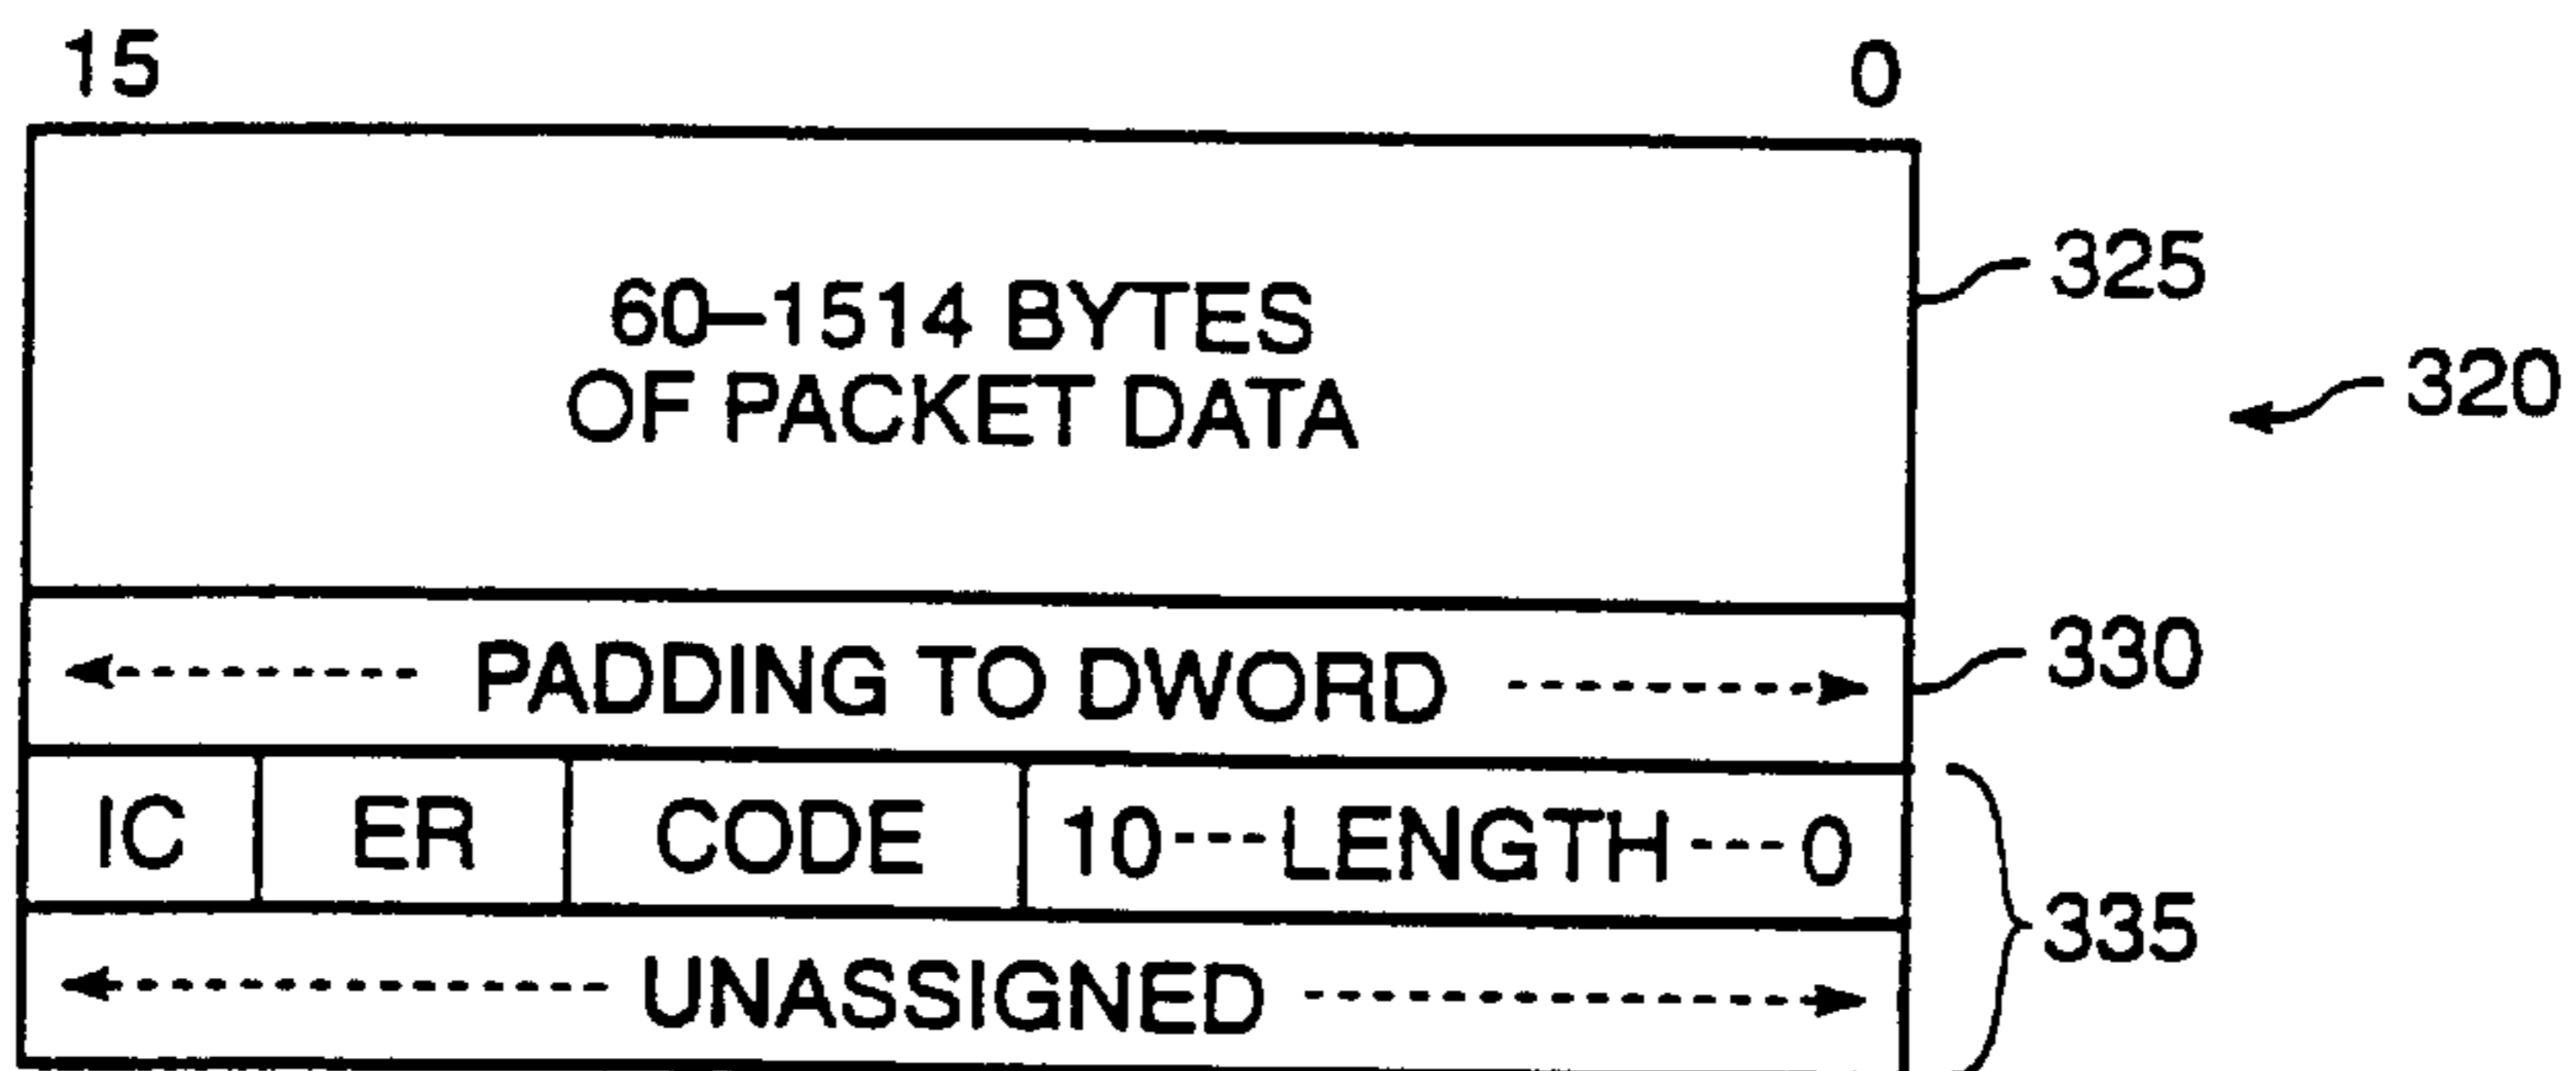 15 0
60–1514 BYTES
OF PACKET DATA
325
320
PADDING TO DWORD
330
IC ER CODE 10---LENGTH---0
335
UNASSIGNED